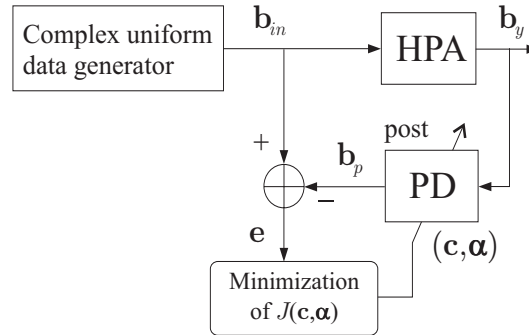 Complex uniform
data generator
b_in
HPA
b_y
post
+
b_p
PD
−
e
(c,α)
Minimization
of J(c,α)